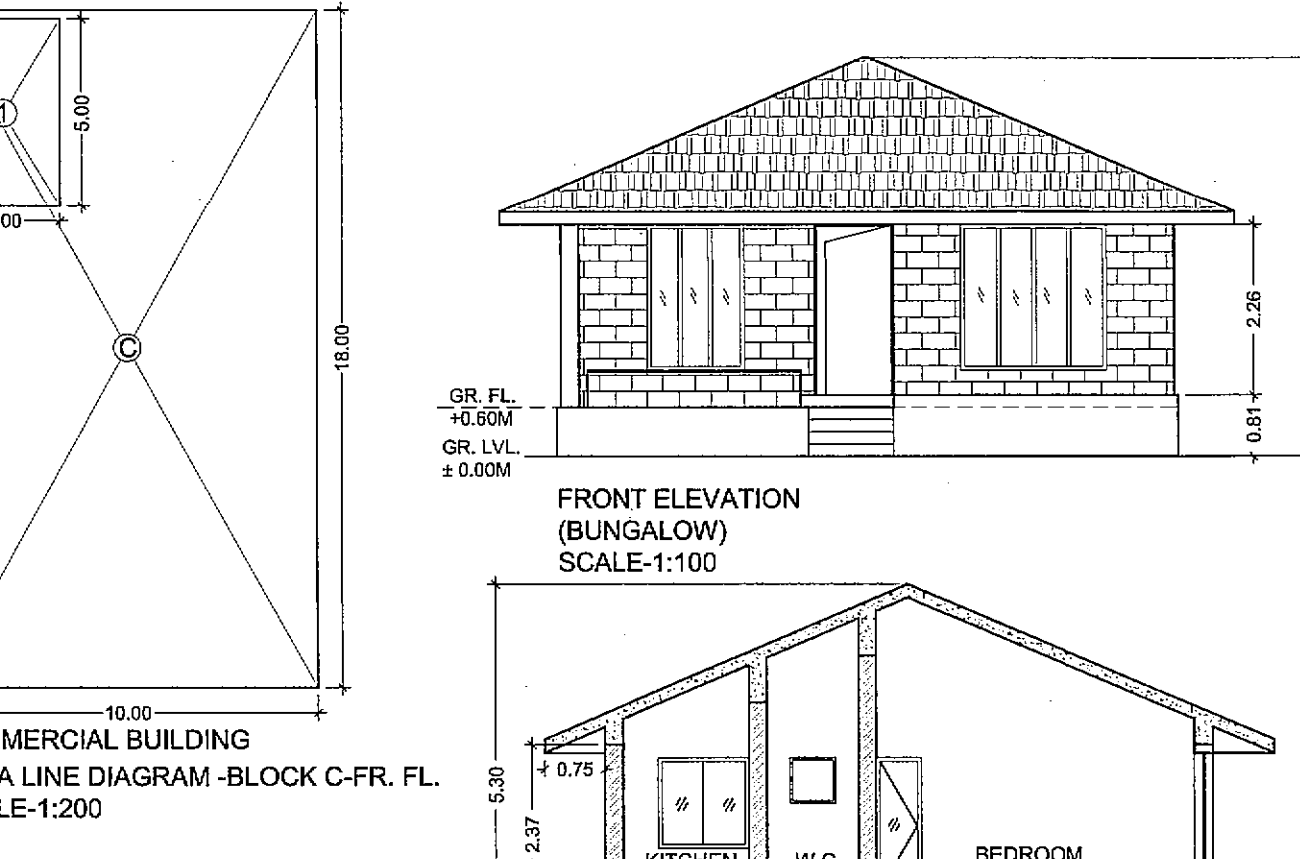 1
5.00
00
C
18.00
10.00
MERCIAL BUILDING
A LINE DIAGRAM -BLOCK C-FR. FL.
LE-1:200
2.26
0.81
GR. FL.
+0.60M
GR. LVL.
± 0.00M
FRONT ELEVATION
(BUNGALOW)
SCALE-1:100
5.30
0.75
2.37
KITCHEN
W.C
BEDROOM